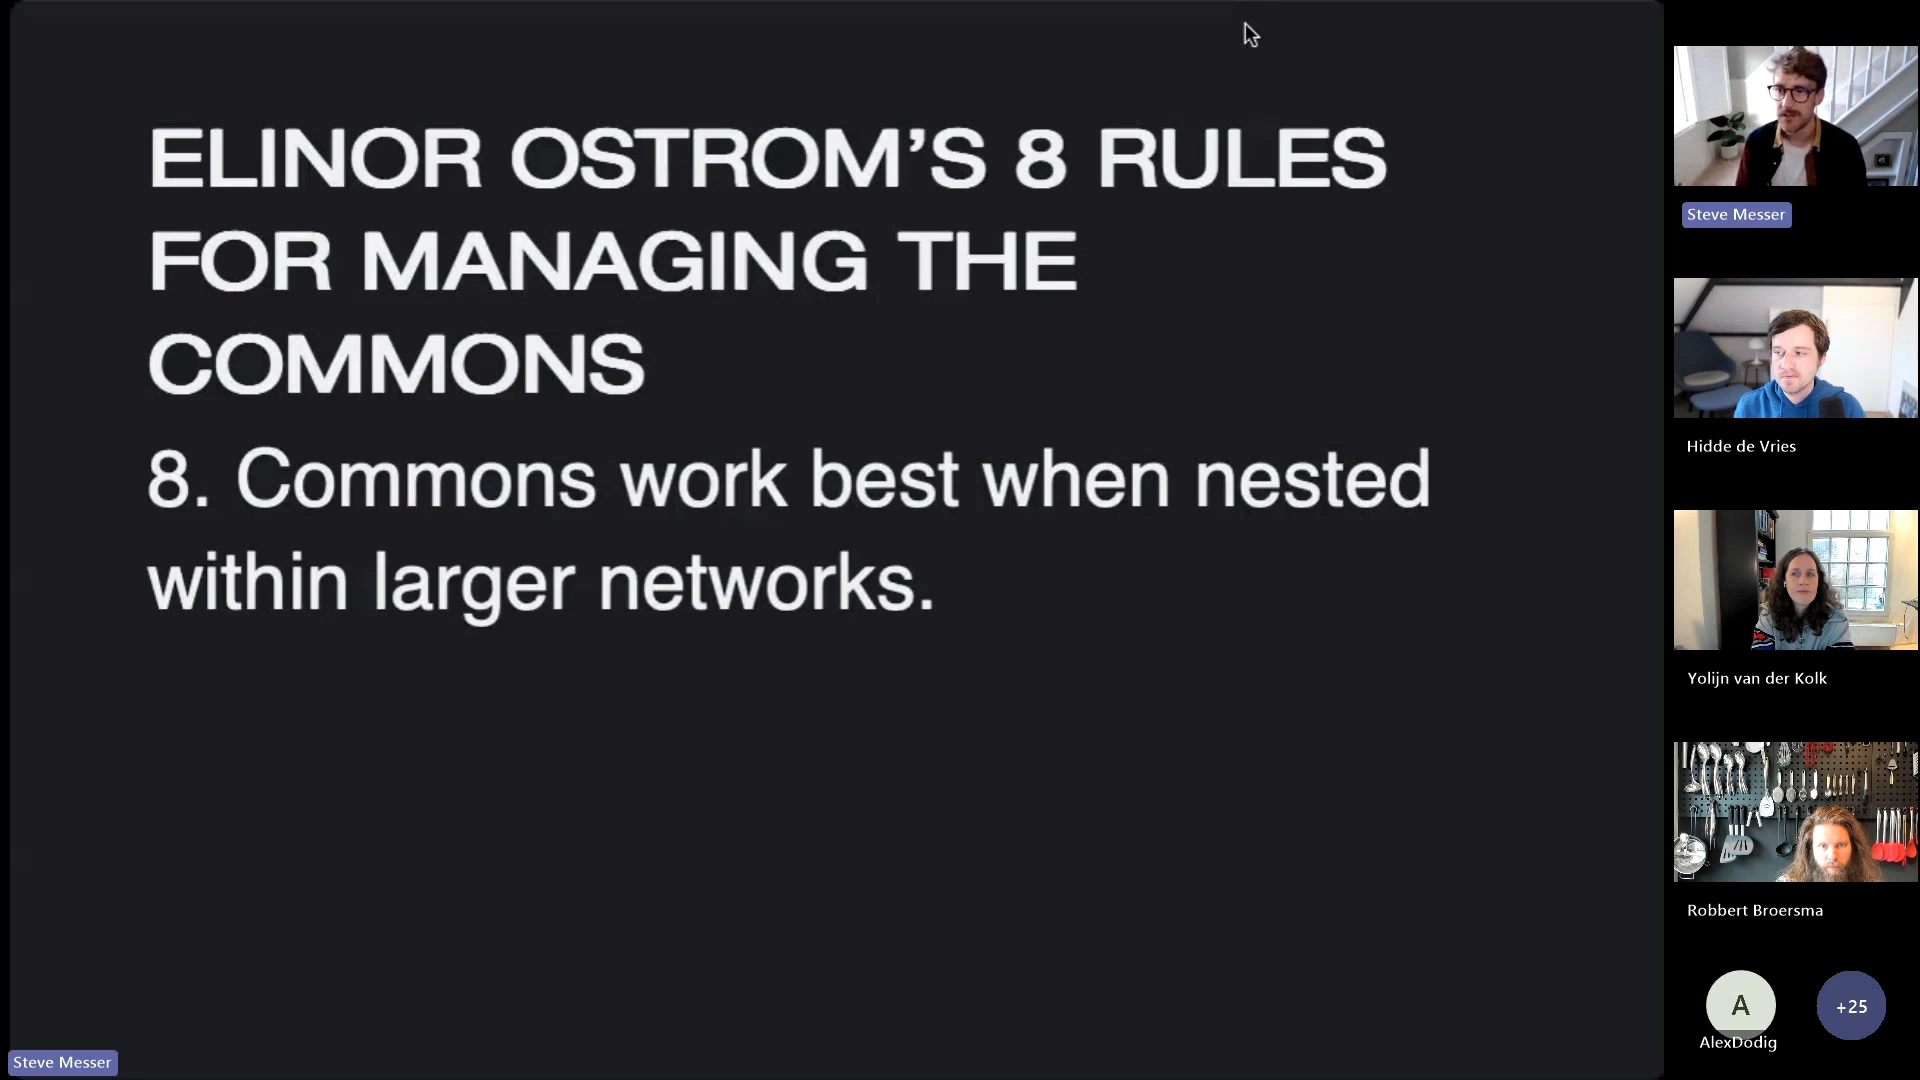 ELINOR OSTROM’S 8 RULES
FOR MANAGING THE
COMMONS
8. Commons work best when nested
within larger networks.
Steve Messer
Steve Messer
Hidde de Vries
Yolijn van der Kolk
Robbert Broersma
A
AlexDodig
+25